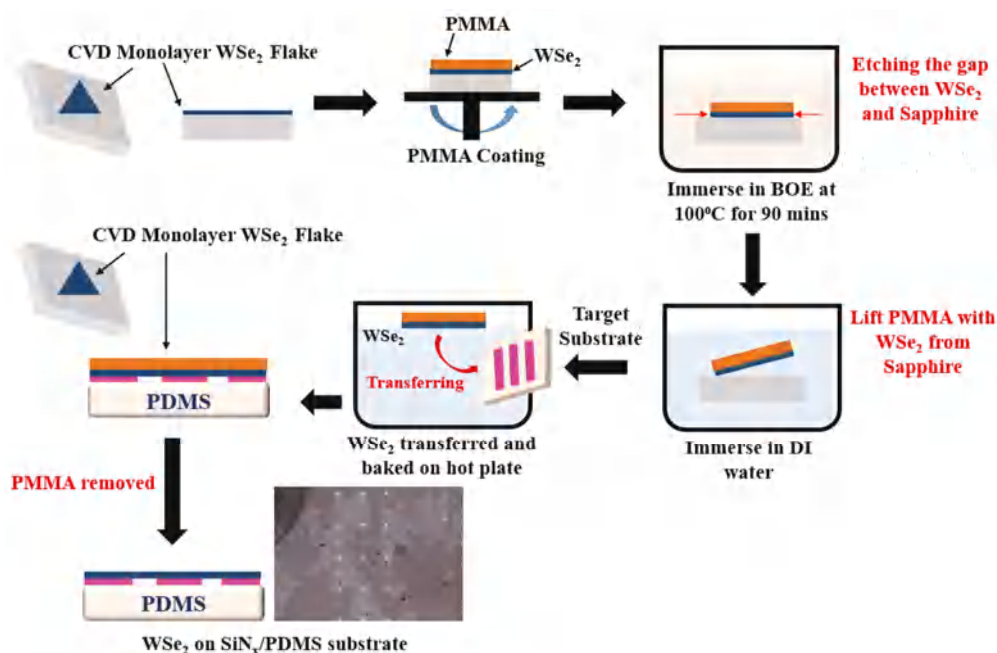 CVD Monolayer WSe₂ Flake
PMMA
WSe₂
PMMA Coating
Etching the gap
between WSe₂
and Sapphire
Immerse in BOE at
100⁰C for 90 mins
Lift PMMA with
WSe₂ from
Sapphire
Immerse in DI
water
Target
Substrate
WSe₂
Transferring
WSe₂ transferred and
baked on hot plate
CVD Monolayer WSe₂ Flake
PDMS
PMMA removed
PDMS
WSe₂ on SiNₓ/PDMS substrate